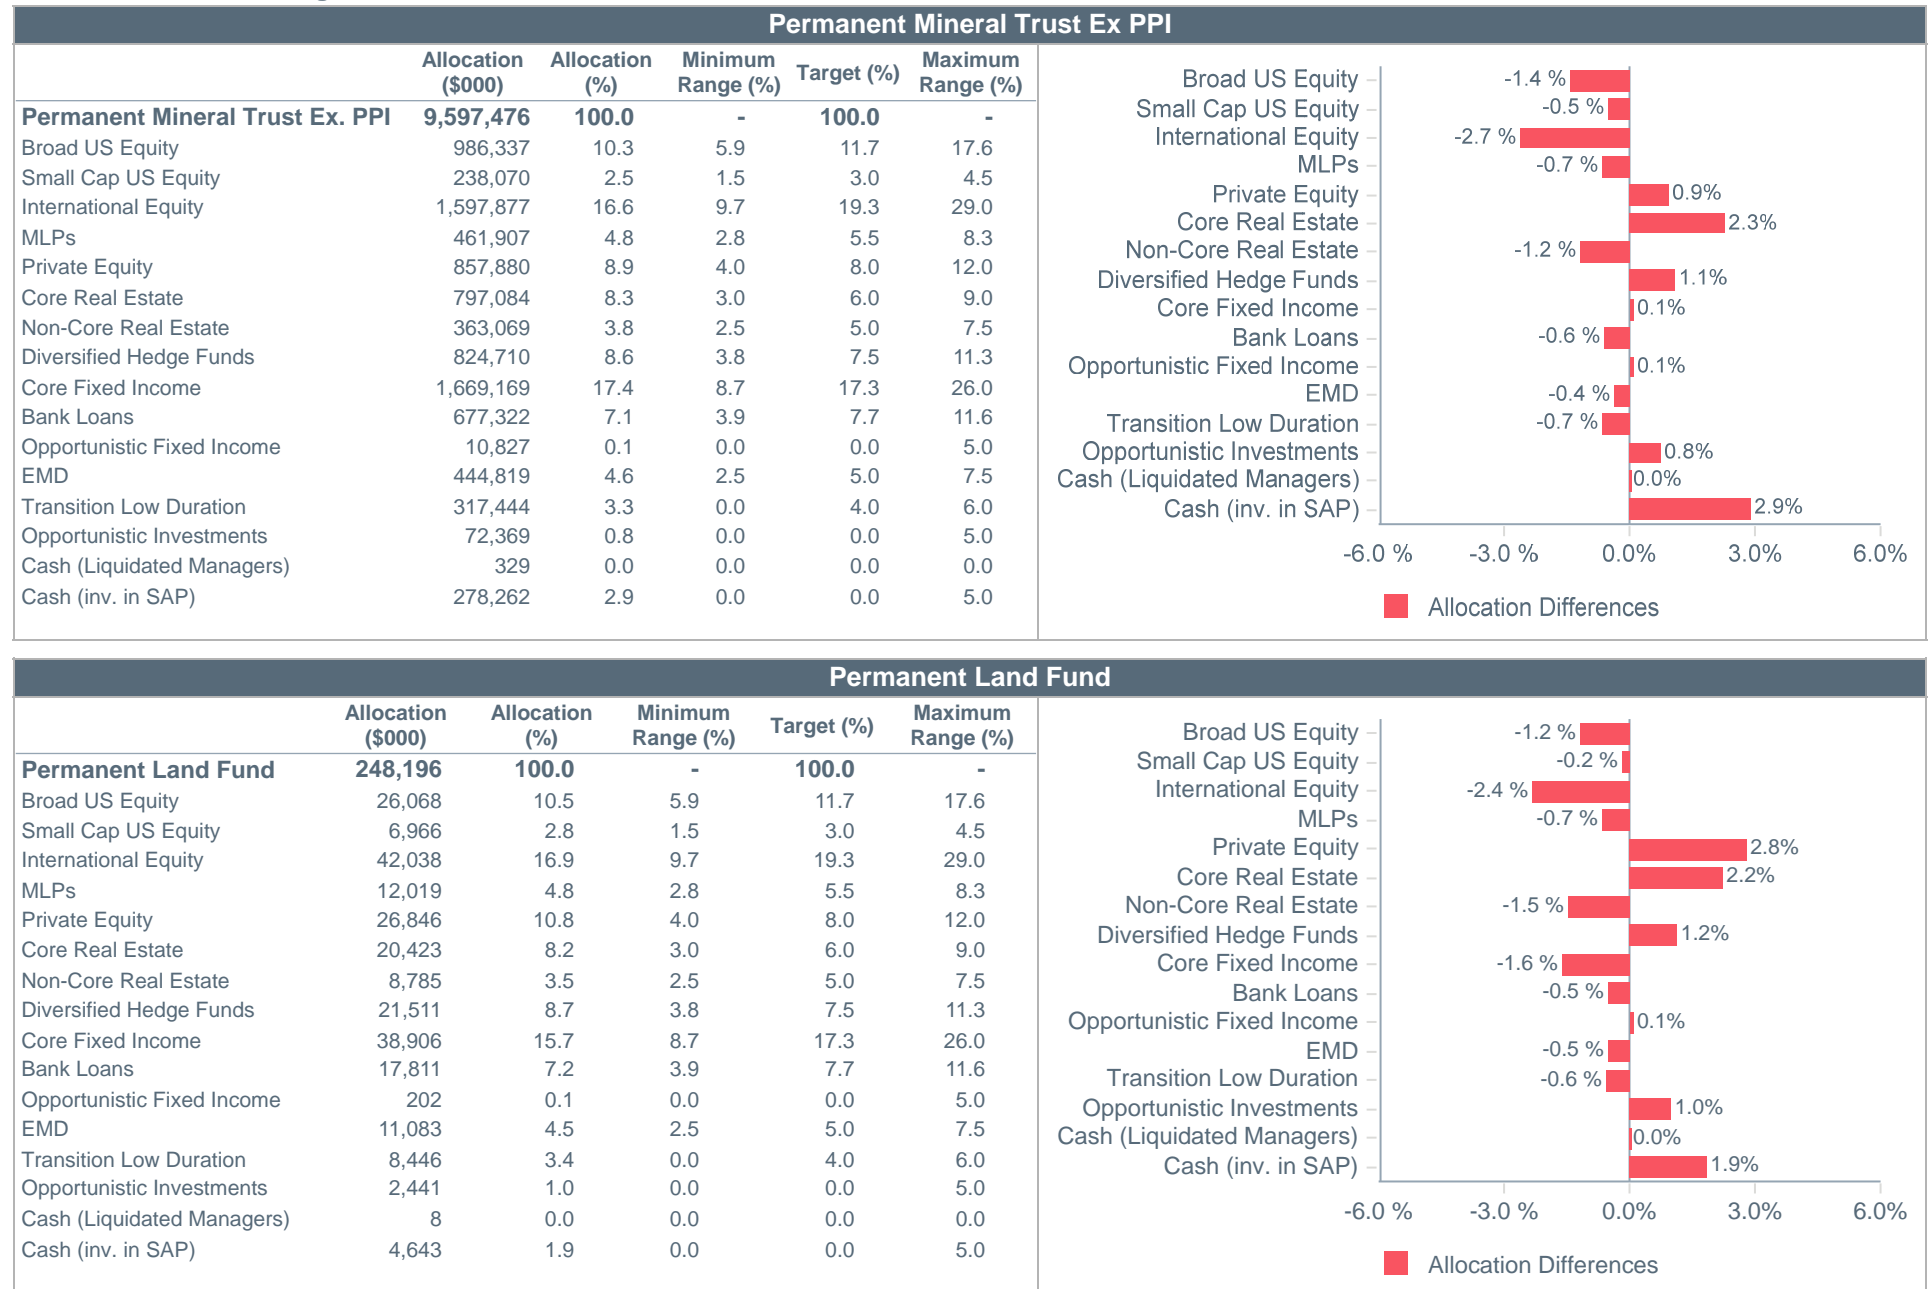 Permanent Mineral Trust Ex PPI
Allocation ($000) Allocation (%) Minimum Range (%) Target (%) Maximum Range (%)
Permanent Mineral Trust Ex. PPI 9,597,476 100.0 - 100.0 -
Broad US Equity 986,337 10.3 5.9 11.7 17.6
Small Cap US Equity 238,070 2.5 1.5 3.0 4.5
International Equity 1,597,877 16.6 9.7 19.3 29.0
MLPs 461,907 4.8 2.8 5.5 8.3
Private Equity 857,880 8.9 4.0 8.0 12.0
Core Real Estate 797,084 8.3 3.0 6.0 9.0
Non-Core Real Estate 363,069 3.8 2.5 5.0 7.5
Diversified Hedge Funds 824,710 8.6 3.8 7.5 11.3
Core Fixed Income 1,669,169 17.4 8.7 17.3 26.0
Bank Loans 677,322 7.1 3.9 7.7 11.6
Opportunistic Fixed Income 10,827 0.1 0.0 0.0 5.0
EMD 444,819 4.6 2.5 5.0 7.5
Transition Low Duration 317,444 3.3 0.0 4.0 6.0
Opportunistic Investments 72,369 0.8 0.0 0.0 5.0
Cash (Liquidated Managers) 329 0.0 0.0 0.0 0.0
Cash (inv. in SAP) 278,262 2.9 0.0 0.0 5.0
Broad US Equity -1.4 %
Small Cap US Equity -0.5 %
International Equity -2.7 %
MLPs -0.7 %
Private Equity 0.9%
Core Real Estate 2.3%
Non-Core Real Estate -1.2 %
Diversified Hedge Funds 1.1%
Core Fixed Income 0.1%
Bank Loans -0.6 %
Opportunistic Fixed Income 0.1%
EMD -0.4 %
Transition Low Duration -0.7 %
Opportunistic Investments 0.8%
Cash (Liquidated Managers) 0.0%
Cash (inv. in SAP) 2.9%
-6.0 % -3.0 % 0.0% 3.0% 6.0%
Allocation Differences
Permanent Land Fund
Allocation ($000) Allocation (%) Minimum Range (%) Target (%) Maximum Range (%)
Permanent Land Fund 248,196 100.0 - 100.0 -
Broad US Equity 26,068 10.5 5.9 11.7 17.6
Small Cap US Equity 6,966 2.8 1.5 3.0 4.5
International Equity 42,038 16.9 9.7 19.3 29.0
MLPs 12,019 4.8 2.8 5.5 8.3
Private Equity 26,846 10.8 4.0 8.0 12.0
Core Real Estate 20,423 8.2 3.0 6.0 9.0
Non-Core Real Estate 8,785 3.5 2.5 5.0 7.5
Diversified Hedge Funds 21,511 8.7 3.8 7.5 11.3
Core Fixed Income 38,906 15.7 8.7 17.3 26.0
Bank Loans 17,811 7.2 3.9 7.7 11.6
Opportunistic Fixed Income 202 0.1 0.0 0.0 5.0
EMD 11,083 4.5 2.5 5.0 7.5
Transition Low Duration 8,446 3.4 0.0 4.0 6.0
Opportunistic Investments 2,441 1.0 0.0 0.0 5.0
Cash (Liquidated Managers) 8 0.0 0.0 0.0 0.0
Cash (inv. in SAP) 4,643 1.9 0.0 0.0 5.0
Broad US Equity -1.2 %
Small Cap US Equity -0.2 %
International Equity -2.4 %
MLPs -0.7 %
Private Equity 2.8%
Core Real Estate 2.2%
Non-Core Real Estate -1.5 %
Diversified Hedge Funds 1.2%
Core Fixed Income -1.6 %
Bank Loans -0.5 %
Opportunistic Fixed Income 0.1%
EMD -0.5 %
Transition Low Duration -0.6 %
Opportunistic Investments 1.0%
Cash (Liquidated Managers) 0.0%
Cash (inv. in SAP) 1.9%
-6.0 % -3.0 % 0.0% 3.0% 6.0%
Allocation Differences